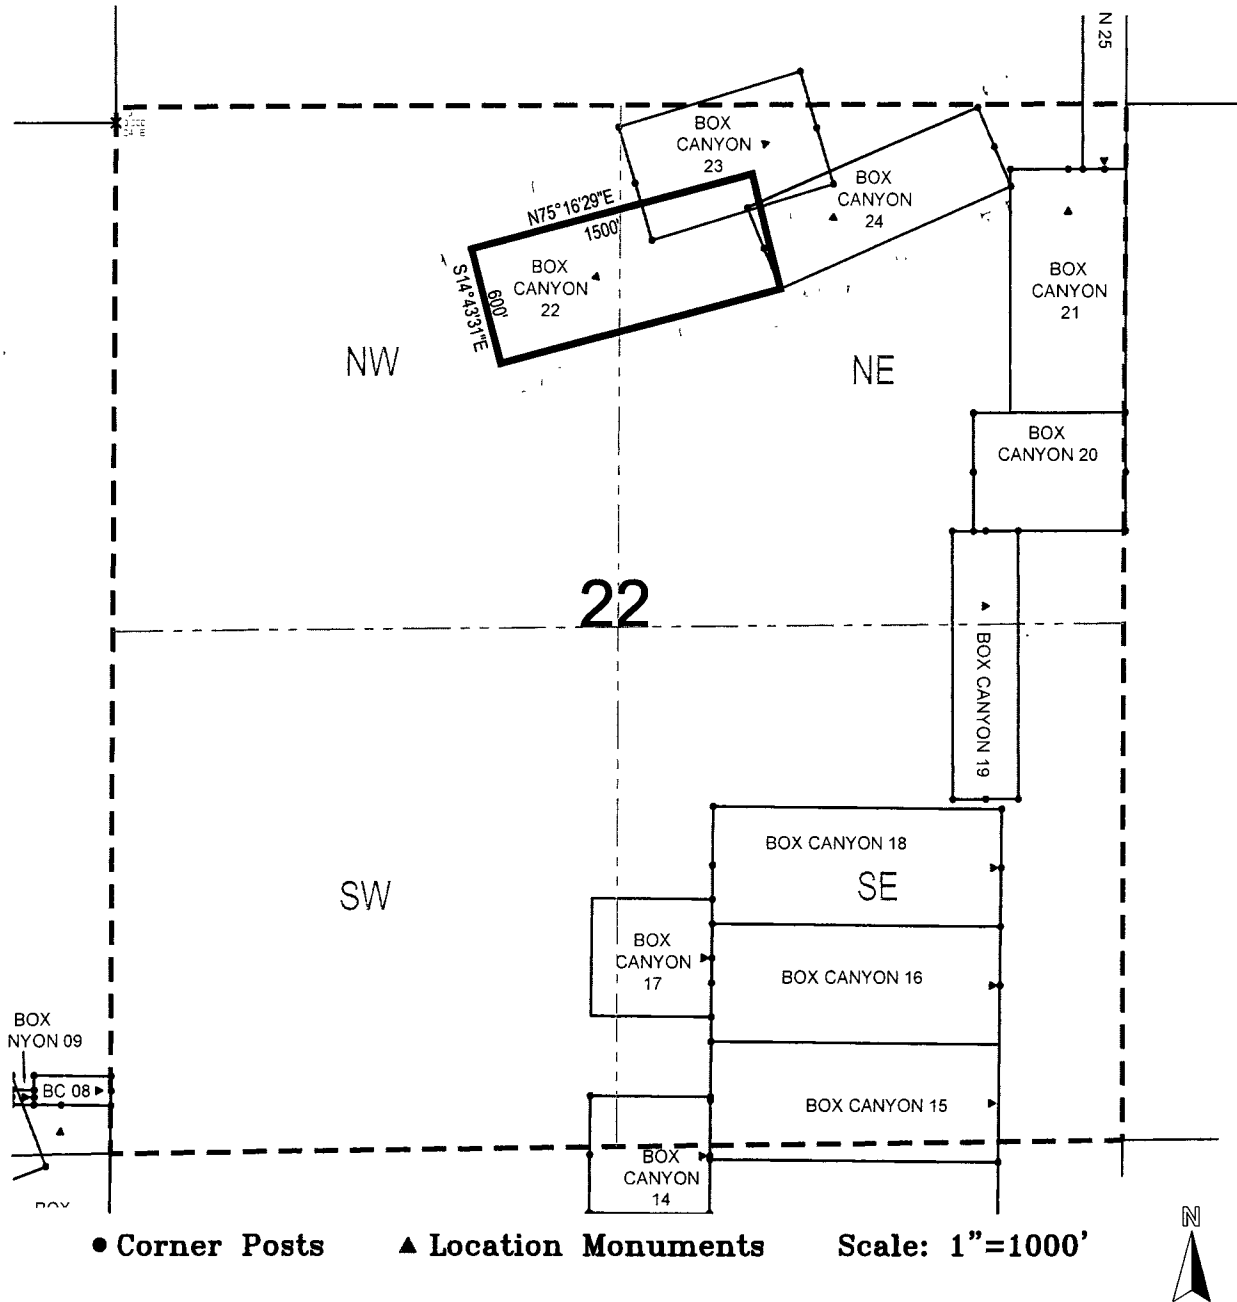 N 25
BOX
CANYON
23
BOX
CANYON
24
N75°16'29"E
1500'
S14°43'31"E
600'
BOX
CANYON
22
BOX
CANYON
21
NW
NE
BOX
CANYON 20
22
BOX CANYON 19
BOX CANYON 18
SW
SE
BOX
CANYON
17
BOX CANYON 16
BOX
NYON 09
BC 08
BOX CANYON 15
BOX
CANYON
14
BOX
N
Corner Posts
Location Monuments
Scale: 1"=1000'